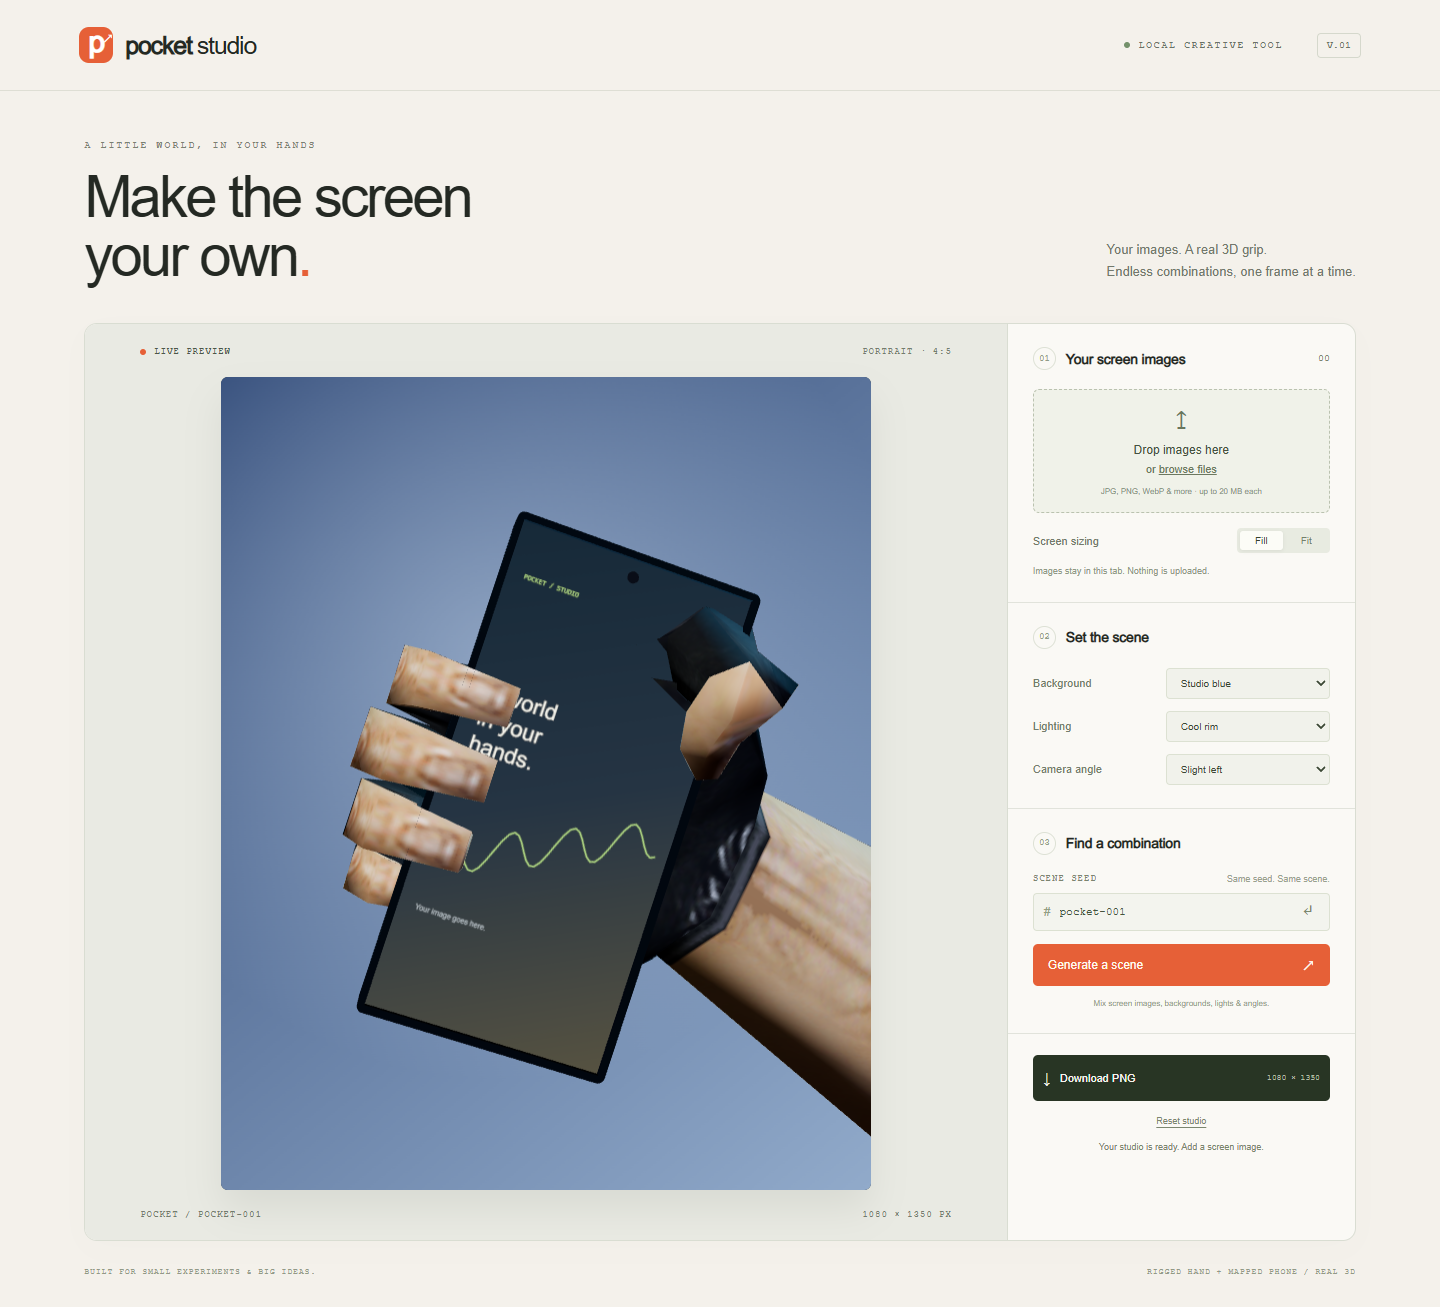 pocket studio
LOCAL CREATIVE TOOL
V.01
A LITTLE WORLD, IN YOUR HANDS
Make the screen
your own.
Your images. A real 3D grip.
Endless combinations, one frame at a time.
LIVE PREVIEW
PORTRAIT · 4:5
POCKET / STUDIO
world
in your
hands.
Your image goes here.
POCKET / POCKET-001
1080 × 1350 PX
01
Your screen images
00
Drop images here
or browse files
JPG, PNG, WebP & more · up to 20 MB each
Screen sizing
Fill
Fit
Images stay in this tab. Nothing is uploaded.
02
Set the scene
Background
Studio blue
Lighting
Cool rim
Camera angle
Slight left
03
Find a combination
SCENE SEED
Same seed. Same scene.
# pocket-001
Generate a scene
Mix screen images, backgrounds, lights & angles.
Download PNG
1080 × 1350
Reset studio
Your studio is ready. Add a screen image.
BUILT FOR SMALL EXPERIMENTS & BIG IDEAS.
RIGGED HAND + MAPPED PHONE / REAL 3D